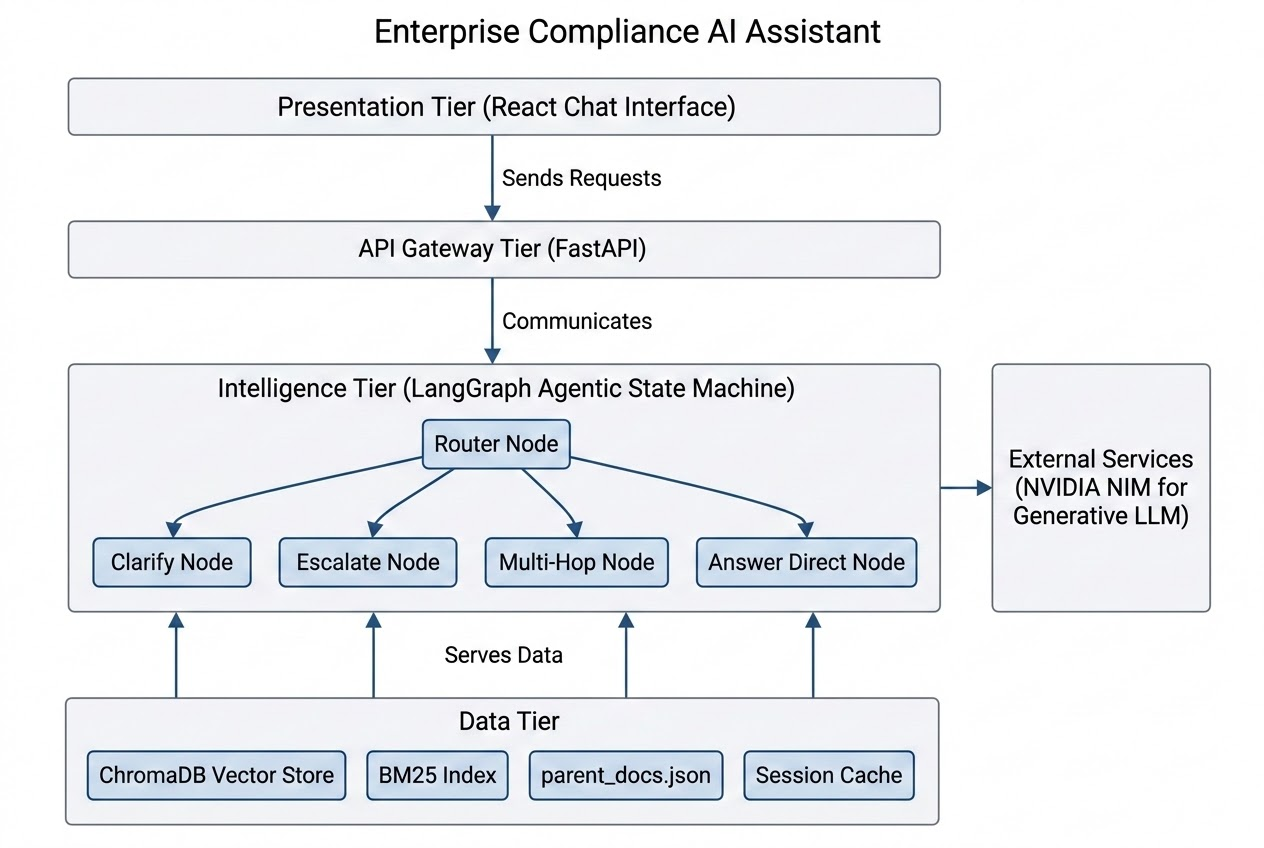 Enterprise Compliance AI Assistant
Presentation Tier (React Chat Interface)
Sends Requests
API Gateway Tier (FastAPI)
Communicates
Intelligence Tier (LangGraph Agentic State Machine)
Router Node
Clarify Node
Escalate Node
Multi-Hop Node
Answer Direct Node
External Services
(NVIDIA NIM for
Generative LLM)
Serves Data
Data Tier
ChromaDB Vector Store
BM25 Index
parent_docs.json
Session Cache